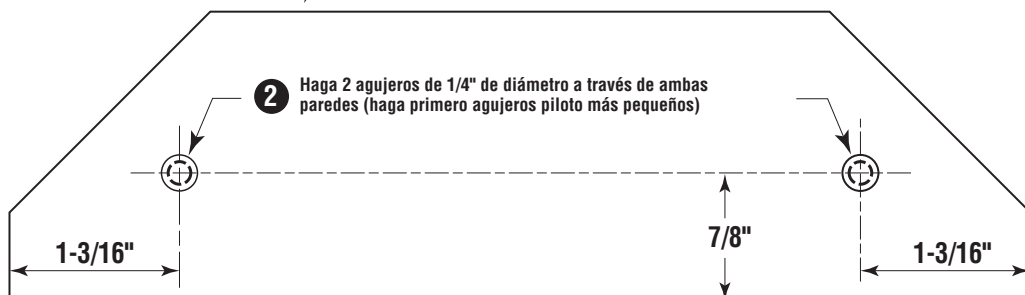 2 Haga 2 agujeros de 1/4" de diámetro a través de ambas
paredes (haga primero agujeros piloto más pequeños)
7/8"
1-3/16"
1-3/16"